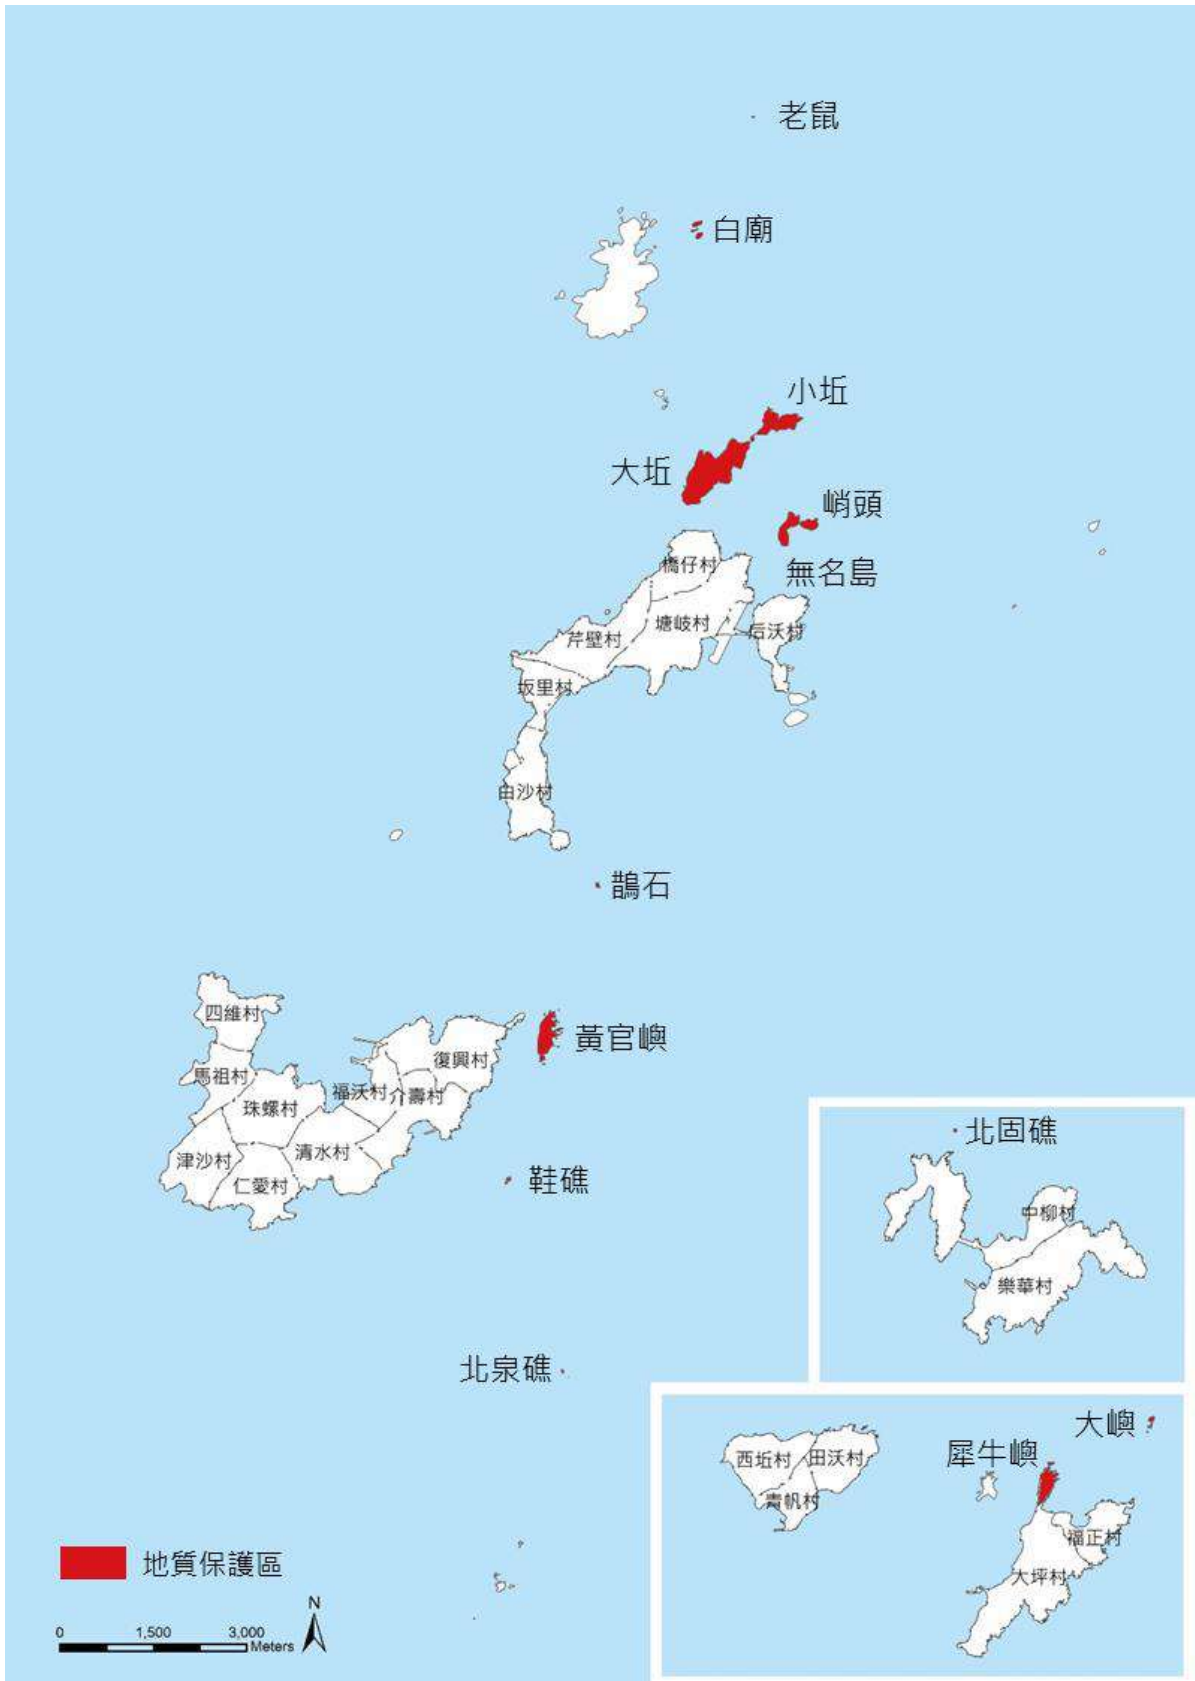 老鼠
白廟
小坵
大坵
峭頭
無名島
橋仔村
塘岐村
后沃村
芹壁村
坂里村
白沙村
鵲石
四維村
黃官嶼
復興村
馬祖村
福沃村
介壽村
珠螺村
清水村
津沙村
仁愛村
鞋礁
北固礁
中柳村
樂華村
北泉礁
大嶼
犀牛嶼
西坵村
田沃村
青帆村
福正村
大坪村
地質保護區
N
0 1,500 3,000
Meters